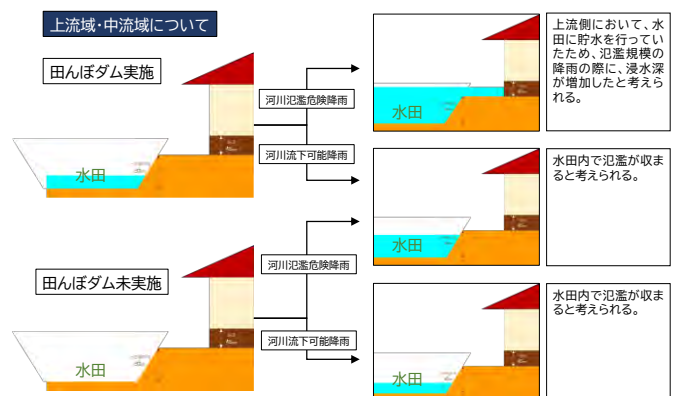 上流域・中流域について
田んぼダム実施
水田
河川氾濫危険降雨
河川流下可能降雨
水田
上流側において、水
田に貯水を行ってい
たため、氾濫規模の
降雨の際に、浸水深
が増加したと考えら
れる。
水田内で氾濫が収ま
ると考えられる。
田んぼダム未実施
水田
河川氾濫危険降雨
河川流下可能降雨
水田
水田内で氾濫が収ま
ると考えられる。
水田